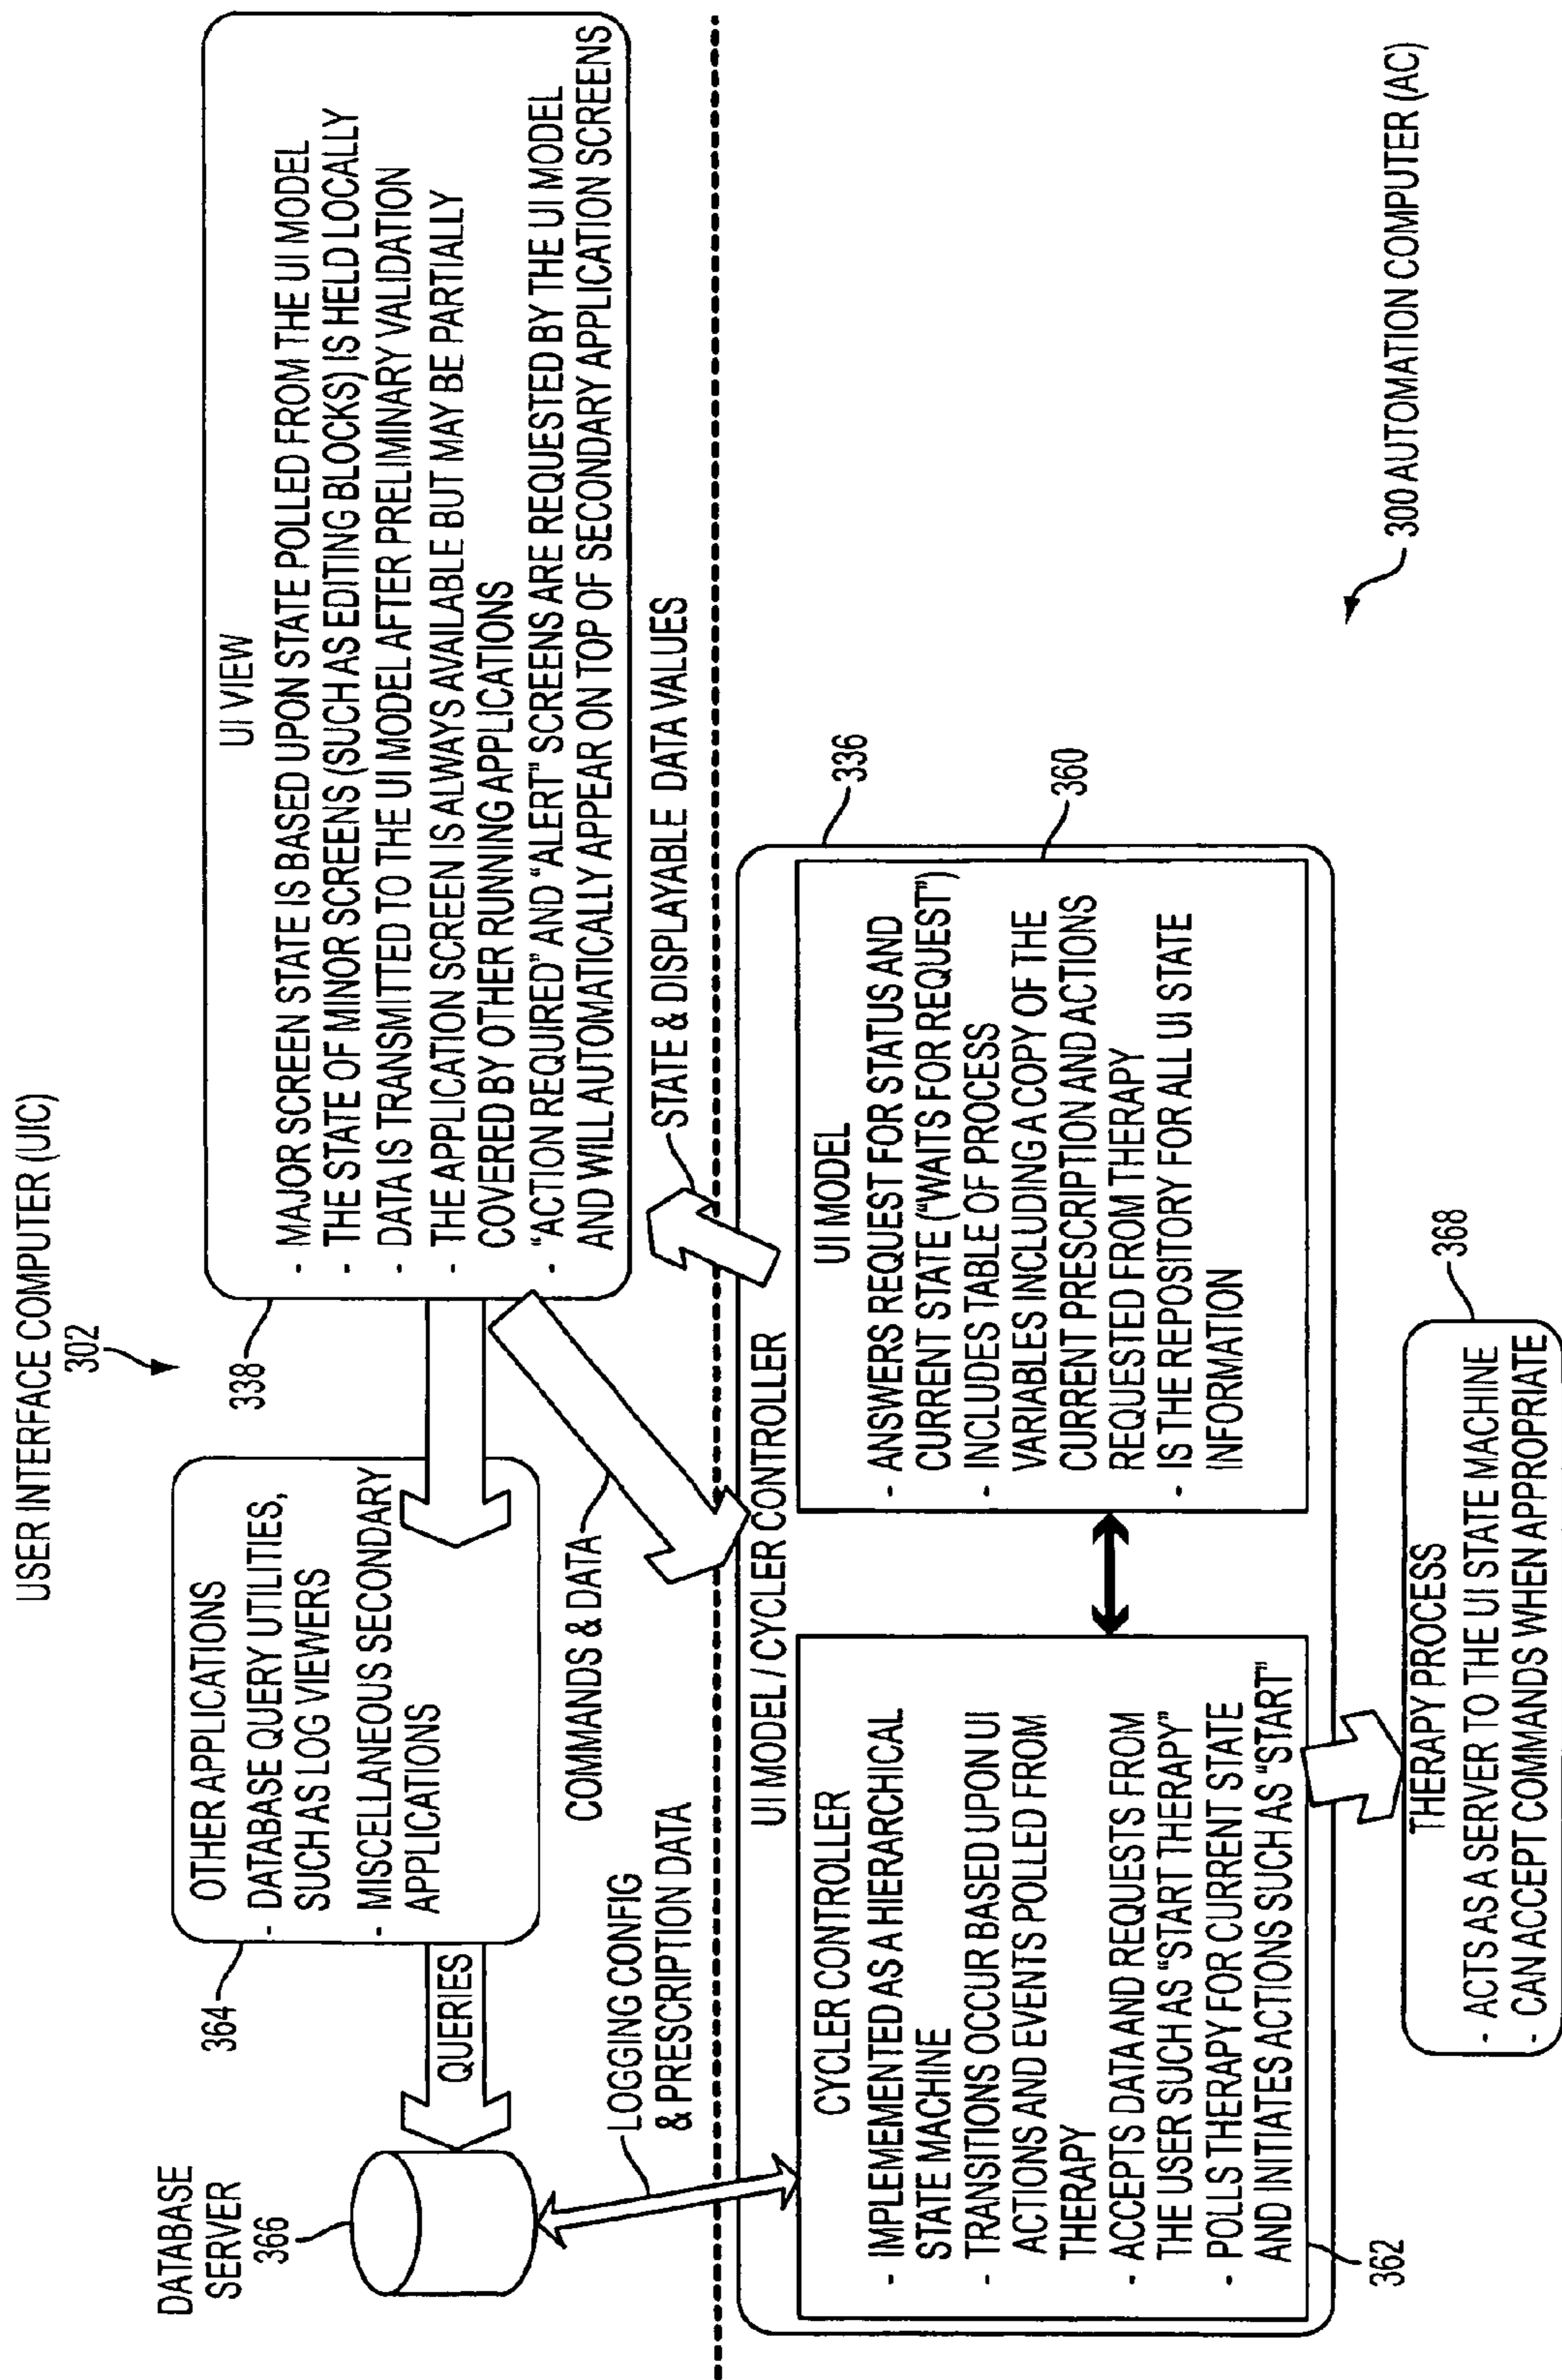 USER INTERFACE COMPUTER (UIC)
302
DATABASE
SERVER
366
QUERIES
364
OTHER APPLICATIONS
- DATABASE QUERY UTILITIES,
SUCH AS LOG VIEWERS
- MISCELLANEOUS SECONDARY
APPLICATIONS
338
UI VIEW
- MAJOR SCREEN STATE IS BASED UPON STATE POLLED FROM THE UI MODEL
- THE STATE OF MINOR SCREENS (SUCH AS EDITING BLOCKS) IS HELD LOCALLY
- DATA IS TRANSMITTED TO THE UI MODEL AFTER PRELIMINARY VALIDATION
- THE APPLICATION SCREEN IS ALWAYS AVAILABLE BUT MAY BE PARTIALLY
COVERED BY OTHER RUNNING APPLICATIONS
- "ACTION REQUIRED" AND "ALERT" SCREENS ARE REQUESTED BY THE UI MODEL
AND WILL AUTOMATICALLY APPEAR ON TOP OF SECONDARY APPLICATION SCREENS
LOGGING CONFIG
& PRESCRIPTION DATA
COMMANDS & DATA
STATE & DISPLAYABLE DATA VALUES
UI MODEL / CYCLER CONTROLLER
336
CYCLER CONTROLLER
- IMPLEMEMENTED AS A HIERARCHICAL
STATE MACHINE
- TRANSITIONS OCCUR BASED UPON UI
ACTIONS AND EVENTS POLLED FROM
THERAPY
- ACCEPTS DATA AND REQUESTS FROM
THE USER SUCH AS "START THERAPY"
- POLLS THERAPY FOR CURRENT STATE
AND INITIATES ACTIONS SUCH AS "START"
362
UI MODEL
- ANSWERS REQUEST FOR STATUS AND
CURRENT STATE ("WAITS FOR REQUEST")
- INCLUDES TABLE OF PROCESS
VARIABLES INCLUDING A COPY OF THE
CURRENT PRESCRIPTION AND ACTIONS
REQUESTED FROM THERAPY
- IS THE REPOSITORY FOR ALL UI STATE
INFORMATION
360
THERAPY PROCESS
- ACTS AS A SERVER TO THE UI STATE MACHINE
- CAN ACCEPT COMMANDS WHEN APPROPRIATE
368
300 AUTOMATION COMPUTER (AC)